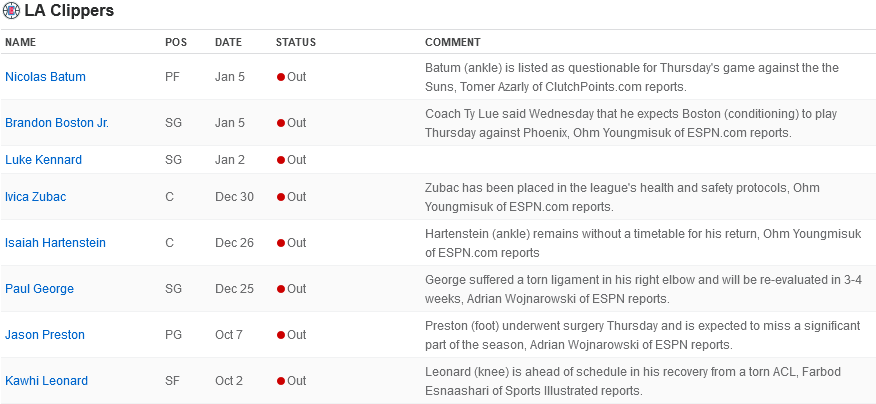 LA Clippers
NAME POS DATE STATUS COMMENT
Nicolas Batum PF Jan 5 Out Batum (ankle) is listed as questionable for Thursday's game against the the
Suns, Tomer Azarly of ClutchPoints.com reports.
Brandon Boston Jr. SG Jan 5 Out Coach Ty Lue said Wednesday that he expects Boston (conditioning) to play
Thursday against Phoenix, Ohm Youngmisuk of ESPN.com reports.
Luke Kennard SG Jan 2 Out
Ivica Zubac C Dec 30 Out Zubac has been placed in the league's health and safety protocols, Ohm
Youngmisuk of ESPN.com reports.
Isaiah Hartenstein C Dec 26 Out Hartenstein (ankle) remains without a timetable for his return, Ohm Youngmisuk
of ESPN.com reports
Paul George SG Dec 25 Out George suffered a torn ligament in his right elbow and will be re-evaluated in 3-4
weeks, Adrian Wojnarowski of ESPN reports.
Jason Preston PG Oct 7 Out Preston (foot) underwent surgery Thursday and is expected to miss a significant
part of the season, Adrian Wojnarowski of ESPN reports.
Kawhi Leonard SF Oct 2 Out Leonard (knee) is ahead of schedule in his recovery from a torn ACL, Farbod
Esnaashari of Sports Illustrated reports.